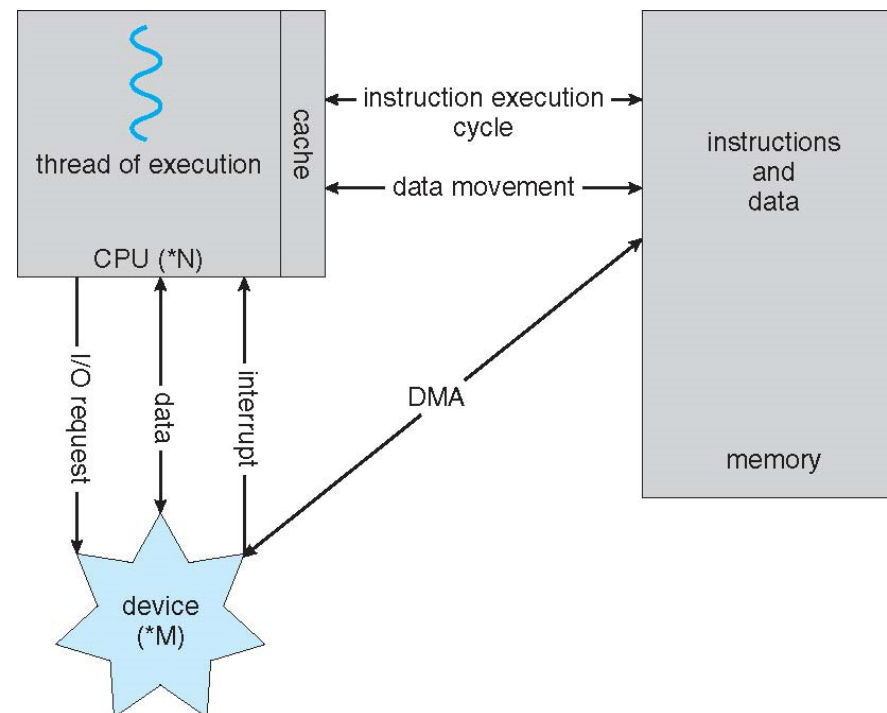 thread of execution
cache
CPU (*N)
instruction execution
cycle
data movement
instructions
and
data
memory
I/O request
data
interrupt
DMA
device
(*M)